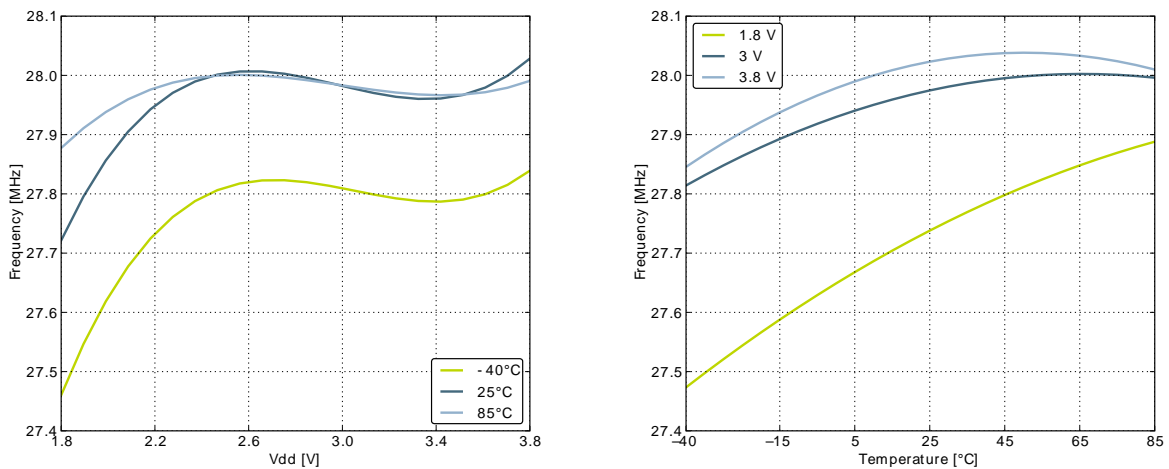 28.1
28.0
27.9
27.8
27.7
27.6
27.5
27.4
Frequency [MHz]
1.8 2.2 2.6 3.0 3.4 3.8
Vdd [V]
-40°C
25°C
85°C
28.1
28.0
27.9
27.8
27.7
27.6
27.5
27.4
Frequency [MHz]
−40 −15 5 25 45 65 85
Temperature [°C]
1.8 V
3 V
3.8 V